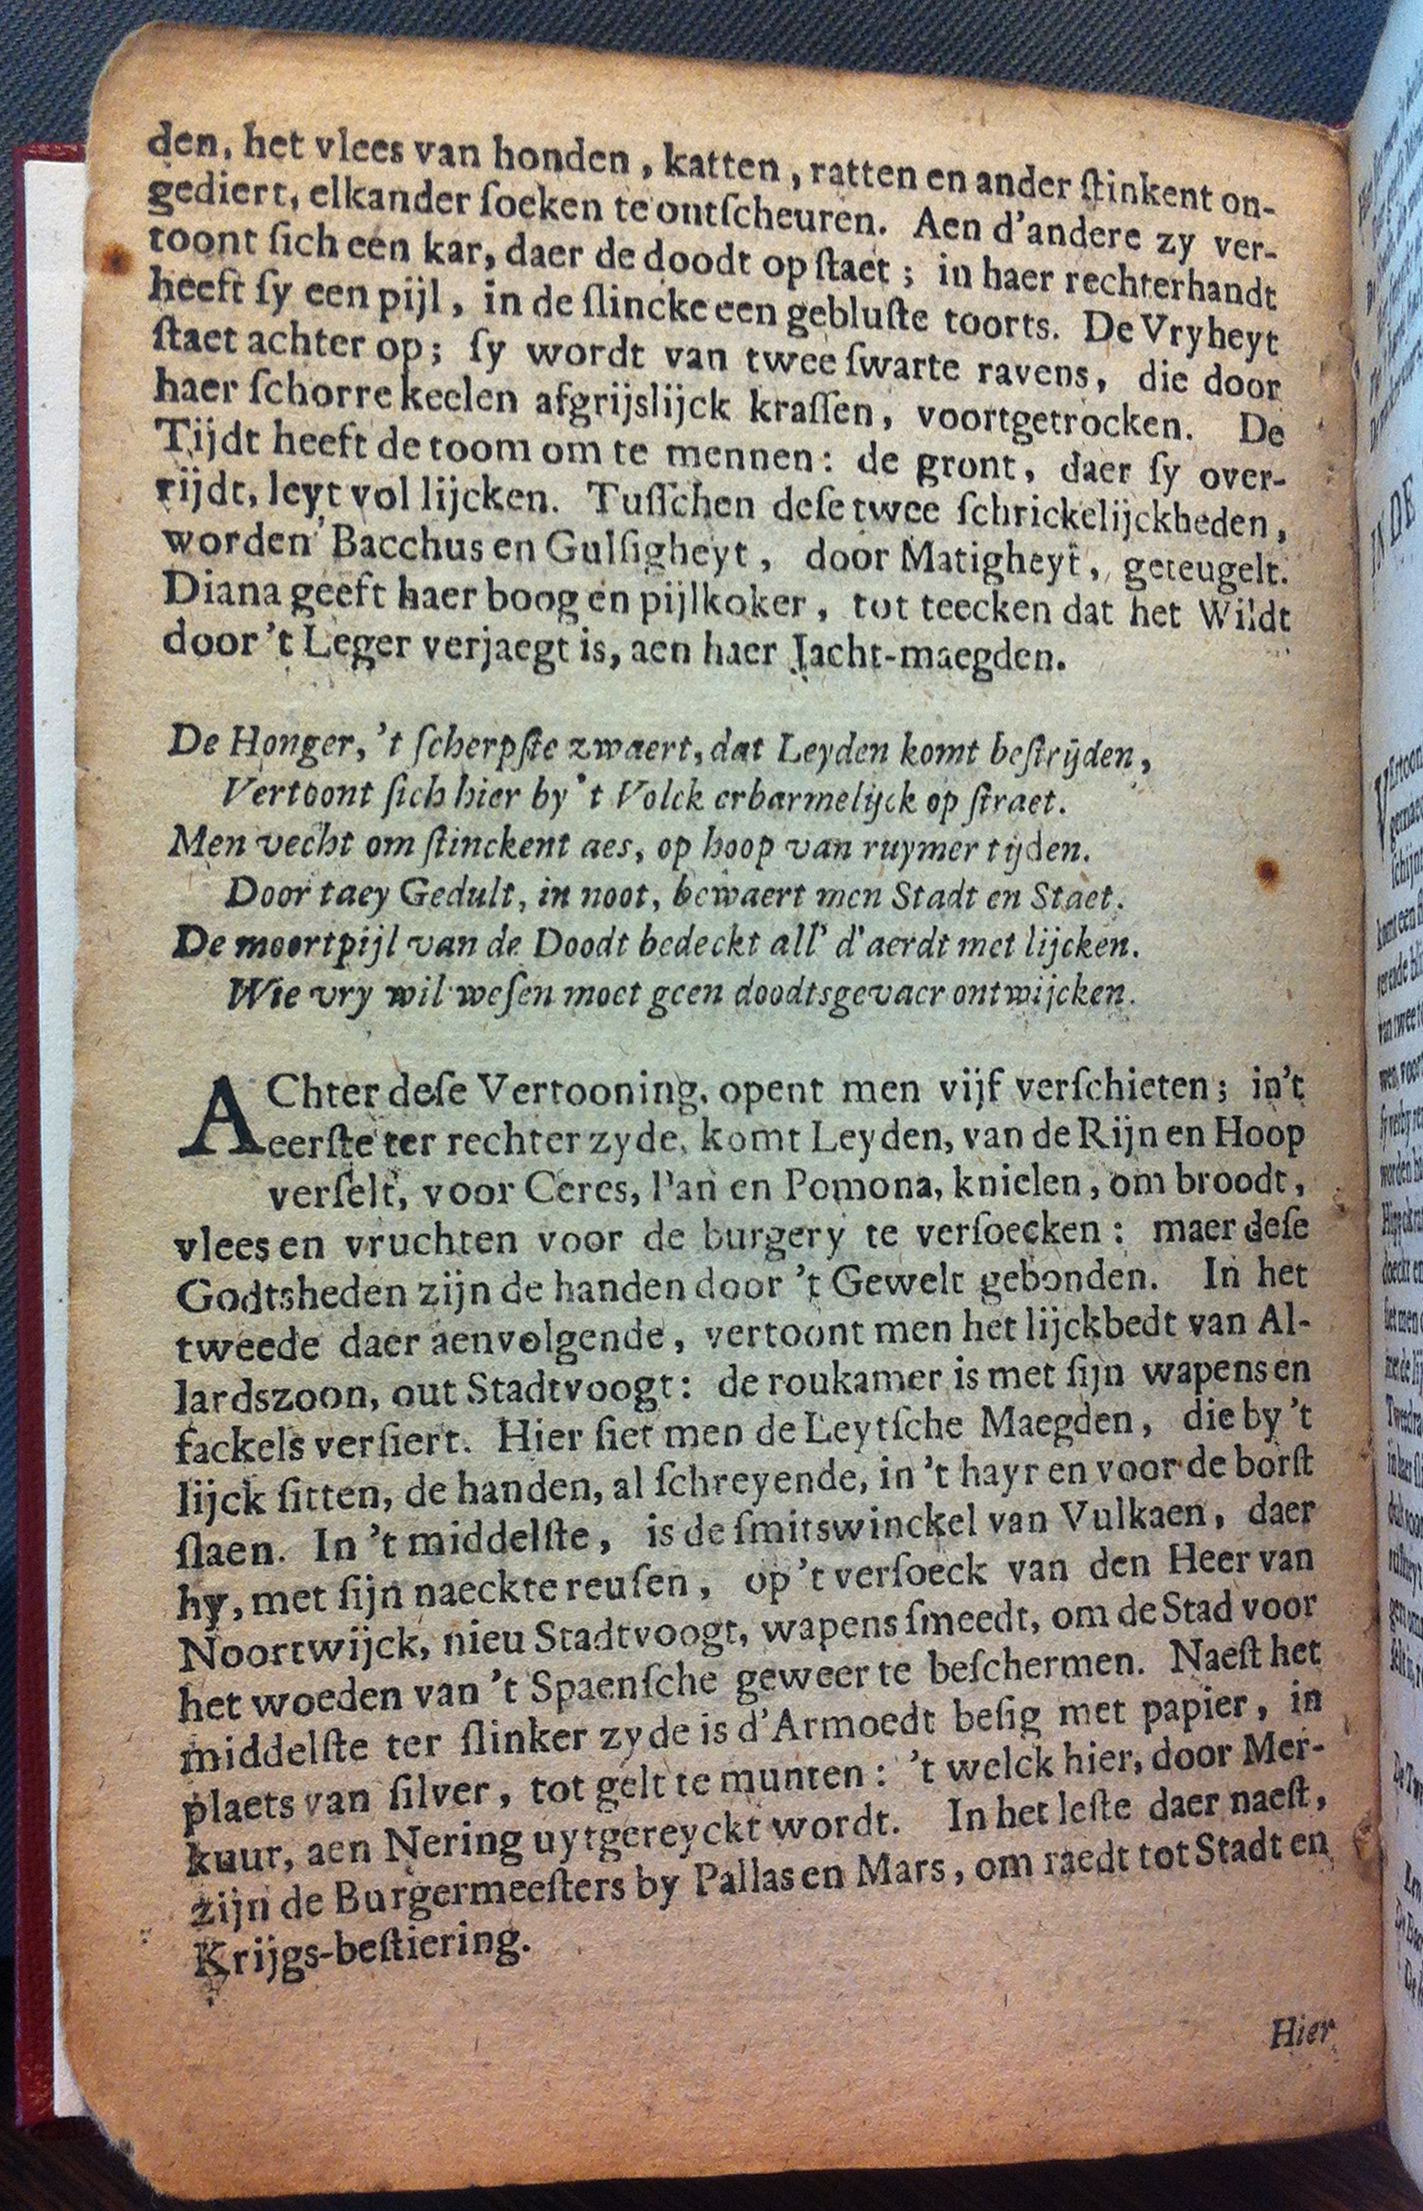 den, het vlees van honden, katten, ratten en ander ſtinkent on-
gediert, elkander ſoeken te ontſcheuren. Aen d'andere zy ver-
toont ſich een kar, daer de doodt op ſtaet; in haer rechterhandt
heeft ſy een pijl, in de ſlincke een gebluſte toorts. De Vryheyt
ſtaet achter op; ſy wordt van twee ſwarte ravens, die door
haer ſchorre keelen afgrijslijck kraſſen, voortgetrocken. De
Tijdt heeft de toom om te mennen: de gront, daer ſy over-
rijdt, leyt vol lijcken. Tuſſchen deſe twee ſchrickelijckheden,
worden Bacchus en Gulſigheyt, door Matigheyt, geteugelt.
Diana geeft haer boog en pijlkoker, tot teecken dat het Wildt
door 't Leger verjaegt is, aen haer Jacht-maegden.
De Honger, 't ſcherpſte zwaert, dat Leyden komt beſtrijden,
Vertoont ſich hier by 't Volck erbarmelijck op ſtraet.
Men vecht om ſtinckent aes, op hoop van ruymer tijden.
Door taey Gedult, in noot, bewaert men Stadt en Staet.
De moortpijl van de Doodt bedeckt all' d'aerdt met lijcken.
Wie vry wil weſen moet geen doodtsgevaer ontwijcken.
AChter deſe Vertooning, opent men vijf verſchieten; in't
eerſte ter rechter zyde, komt Leyden, van de Rijn en Hoop
verſelt, voor Ceres, Pan en Pomona, knielen, om broodt,
vlees en vruchten voor de burgery te verſoecken: maer deſe
Godtsheden zijn de handen door 't Gewelt gebonden. In het
tweede daer aenvolgende, vertoont men het lijckbedt van Al-
lardszoon, out Stadtvoogt: de roukamer is met ſijn wapens en
fackels verſiert. Hier ſiet men de Leytſche Maegden, die by 't
lijck ſitten, de handen, al ſchreyende, in 't hayr en voor de borſt
ſlaen. In 't middelſte, is de ſmitswinckel van Vulkaen, daer
hy, met ſijn naeckte reuſen, op 't verſoeck van den Heer van
Noortwijck, nieu Stadtvoogt, wapens ſmeedt, om de Stad voor
het woeden van 't Spaenſche geweer te beſchermen. Naeſt het
middelſte ter ſlinker zyde is d'Armoedt beſig met papier, in
plaets van ſilver, tot gelt te munten: 't welck hier, door Mer-
kuur, aen Nering uytgereyckt wordt. In het leſte daer naeſt,
zijn de Burgermeeſters by Pallas en Mars, om raedt tot Stadt en
Krijgs-beſtiering.
Hier